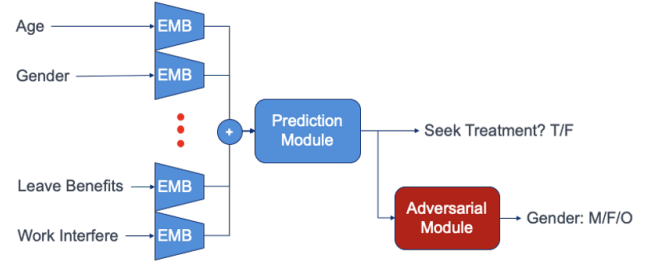 Age
EMB
Gender
EMB
+
Prediction
Module
Seek Treatment? T/F
Leave Benefits
EMB
Adversarial
Module
Gender: M/F/O
Work Interfere
EMB